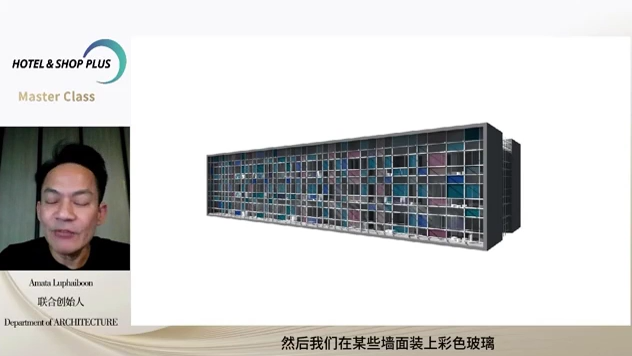 HOTEL & SHOP PLUS
Master Class
Amata Luphaiboon
联合创始人
Department of ARCHITECTURE
然后我们在某些墙面装上彩色玻璃